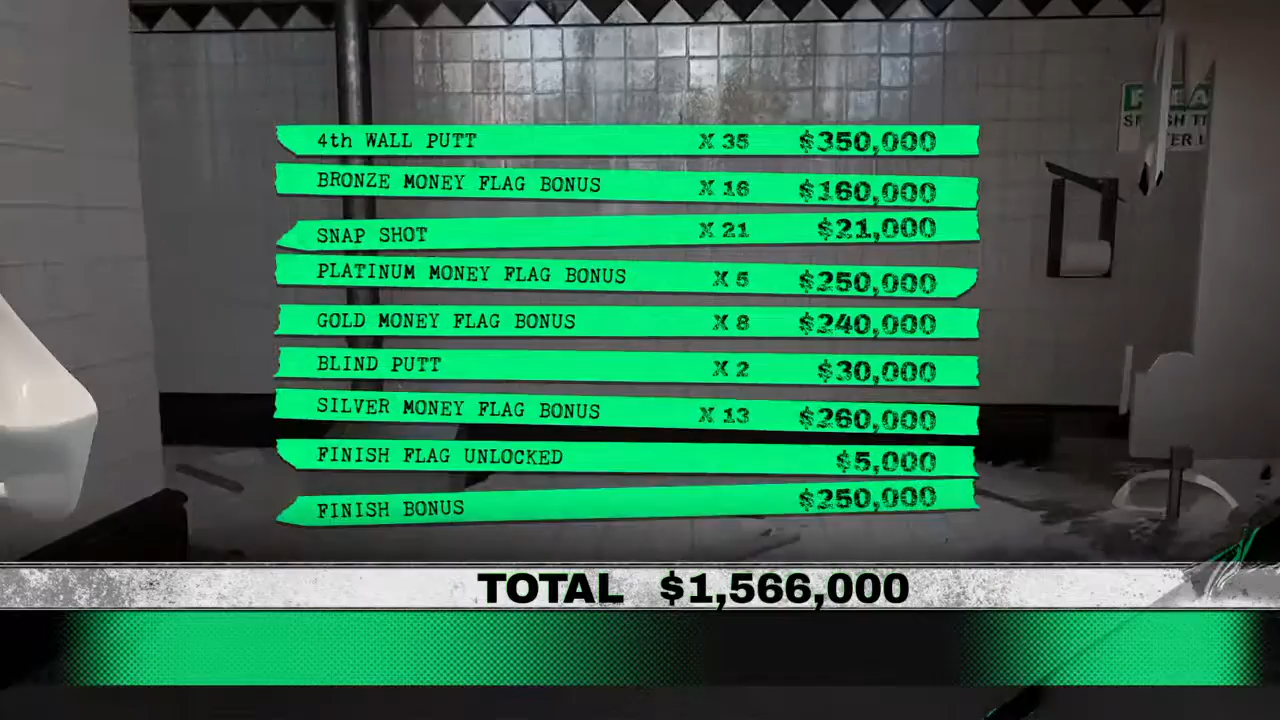 4th WALL PUTT X 35 $350,000
BRONZE MONEY FLAG BONUS X 16 $160,000
SNAP SHOT X 21 $21,000
PLATINUM MONEY FLAG BONUS X 5 $250,000
GOLD MONEY FLAG BONUS X 8 $240,000
BLIND PUTT X 2 $30,000
SILVER MONEY FLAG BONUS X 13 $260,000
FINISH FLAG UNLOCKED $5,000
FINISH BONUS $250,000
TOTAL $1,566,000